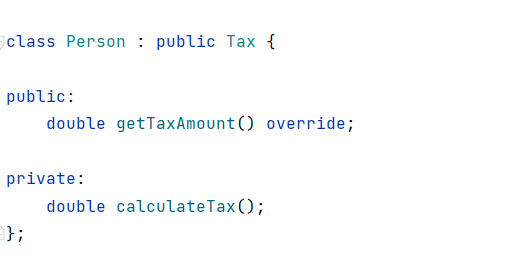 class Person : public Tax {
public:
    double getTaxAmount() override;
private:
    double calculateTax();
};